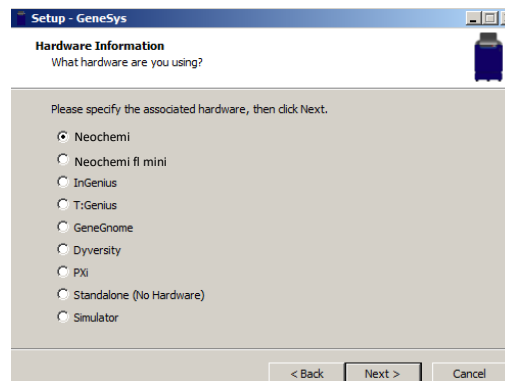 Setup - GeneSys
Hardware Information
What hardware are you using?
Please specify the associated hardware, then click Next.
Neochemi
Neochemi fl mini
InGenius
T:Genius
GeneGnome
Dyversity
PXi
Standalone (No Hardware)
Simulator
< Back Next > Cancel